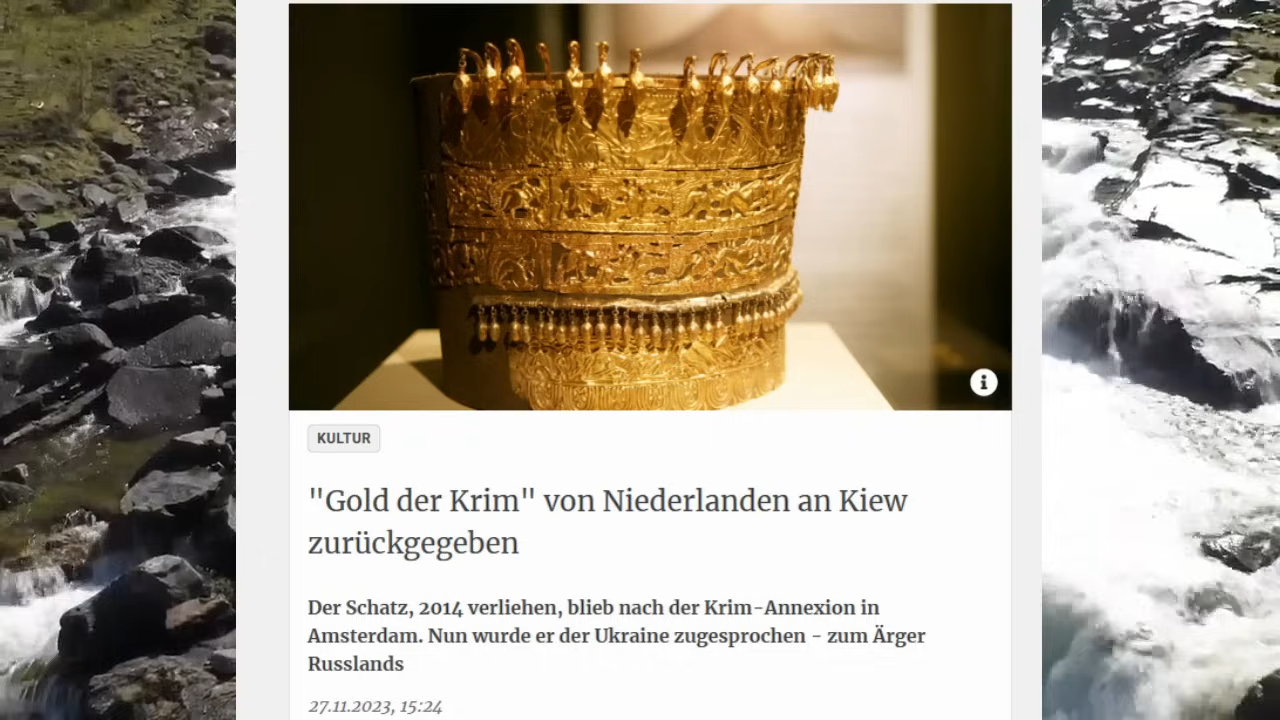 KULTUR
"Gold der Krim" von Niederlanden an Kiew
zurückgegeben
Der Schatz, 2014 verliehen, blieb nach der Krim-Annexion in
Amsterdam. Nun wurde er der Ukraine zugesprochen - zum Ärger
Russlands
27.11.2023, 15:24